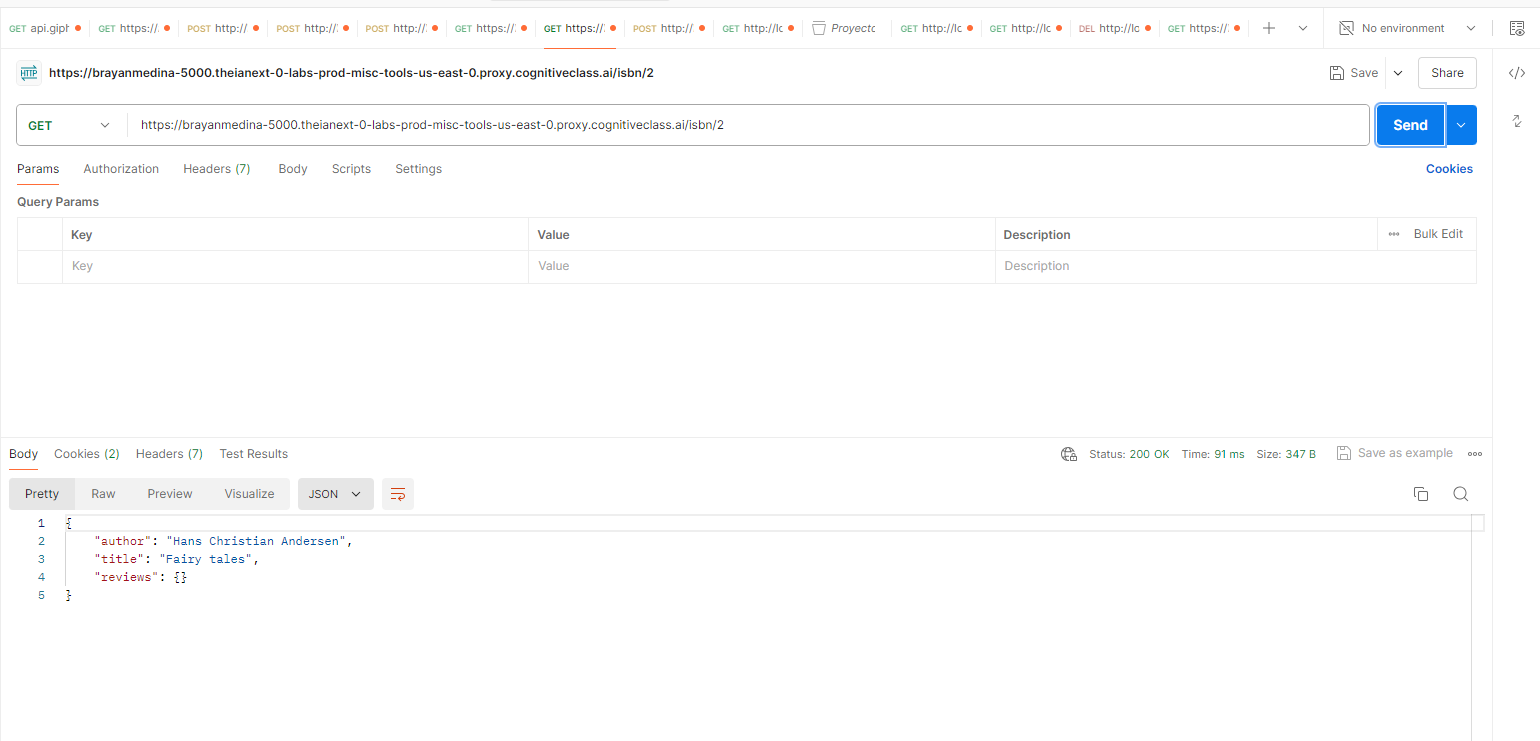 GET api.giph GET https://. POST http:// POST http://. POST http://. GET https://. GET https://. POST http://. GET http://lc Proyecto GET http://lc GET http://lc DEL http://lc GET https://. No environment
HTTP https://brayanmedina-5000.theianext-0-labs-prod-misc-tools-us-east-0.proxy.cognitiveclass.ai/isbn/2 Save Share
GET https://brayanmedina-5000.theianext-0-labs-prod-misc-tools-us-east-0.proxy.cognitiveclass.ai/isbn/2 Send
Params Authorization Headers (7) Body Scripts Settings Cookies
Query Params
Key Value Description Bulk Edit
Key Value Description
Body Cookies (2) Headers (7) Test Results Status: 200 OK Time: 91 ms Size: 347 B Save as example
Pretty Raw Preview Visualize JSON
1 {
2 "author": "Hans Christian Andersen",
3 "title": "Fairy tales",
4 "reviews": {}
5 }